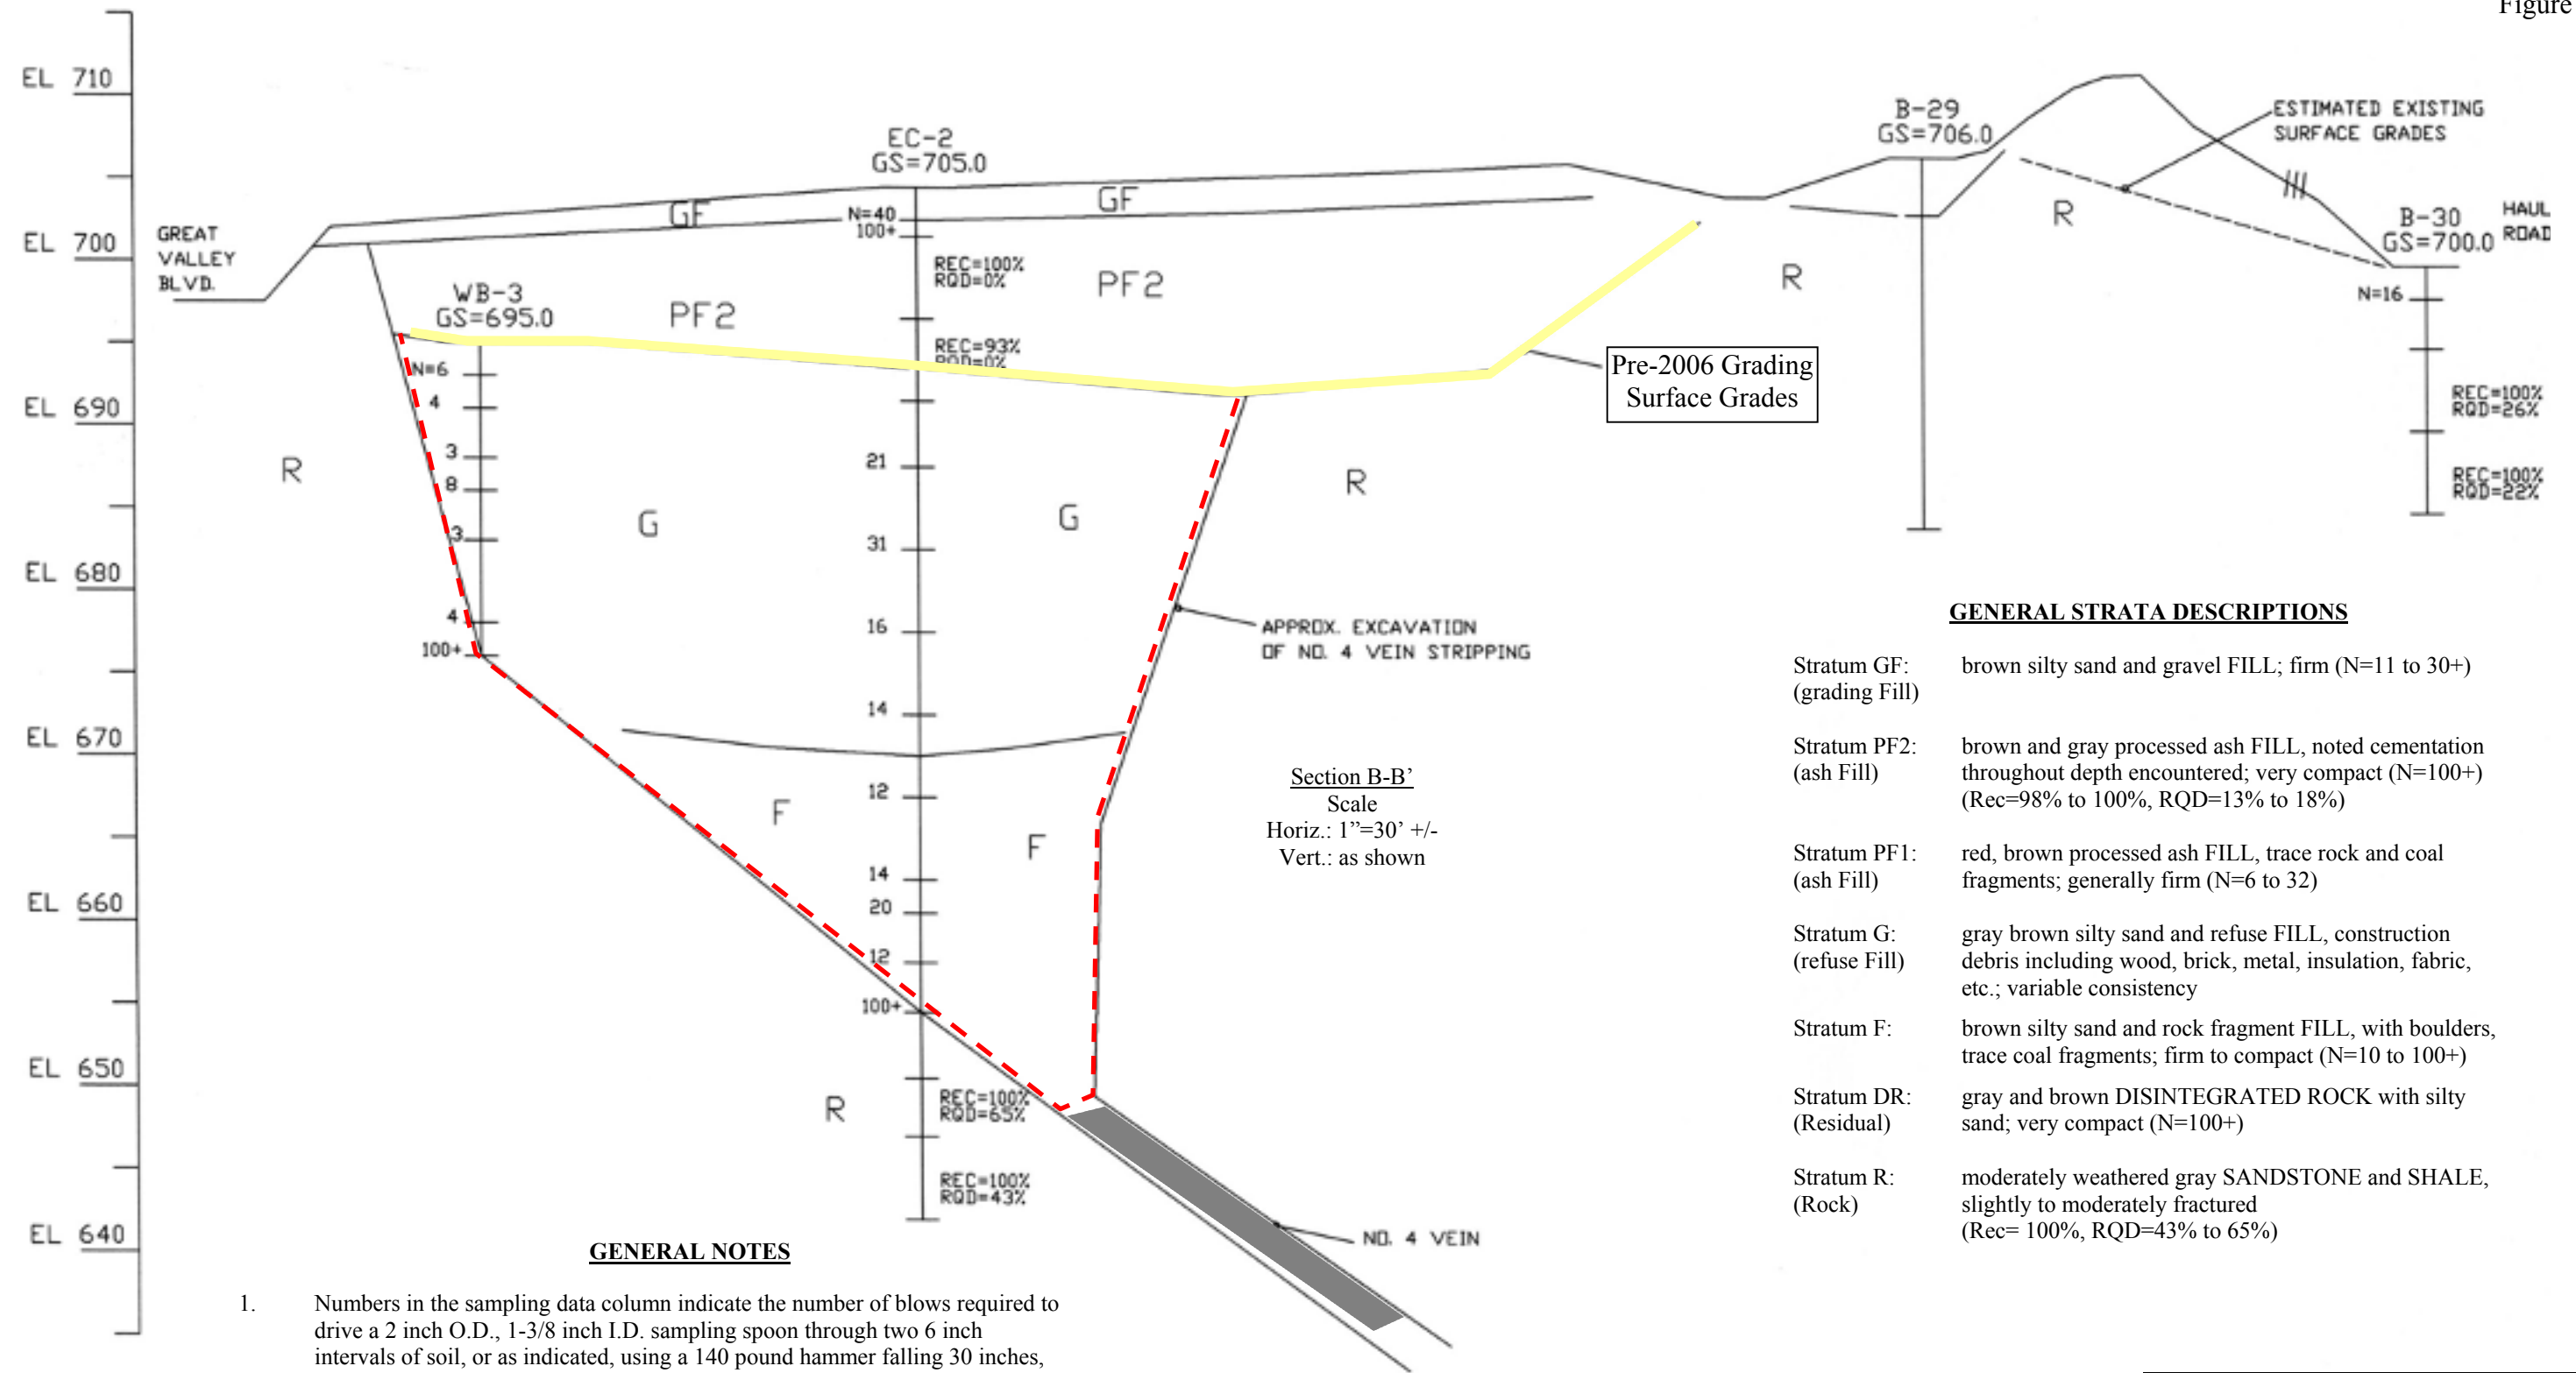 Figure
EL 710
EL 700
EL 690
EL 680
EL 670
EL 660
EL 650
EL 640
GREAT
VALLEY
BLVD.
WB-3
GS=695.0
N=6
4
3
8
3
4
100+
EC-2
GS=705.0
N=40
100+
REC=100%
RQD=0%
REC=93%
RQD=0%
21
31
16
14
12
14
20
12
100+
REC=100%
RQD=65%
REC=100%
RQD=43%
GF
GF
PF2
PF2
R
G
G
R
F
F
R
R
R
B-29
GS=706.0
ESTIMATED EXISTING
SURFACE GRADES
B-30
GS=700.0
HAUL
ROAD
N=16
REC=100%
RQD=26%
REC=100%
RQD=22%
Pre-2006 Grading
Surface Grades
APPROX. EXCAVATION
OF NO. 4 VEIN STRIPPING
Section B-B’
Scale
Horiz.: 1”=30’ +/-
Vert.: as shown
NO. 4 VEIN
GENERAL STRATA DESCRIPTIONS
Stratum GF: brown silty sand and gravel FILL; firm (N=11 to 30+)
(grading Fill)
Stratum PF2: brown and gray processed ash FILL, noted cementation
(ash Fill) throughout depth encountered; very compact (N=100+)
(Rec=98% to 100%, RQD=13% to 18%)
Stratum PF1: red, brown processed ash FILL, trace rock and coal
(ash Fill) fragments; generally firm (N=6 to 32)
Stratum G: gray brown silty sand and refuse FILL, construction
(refuse Fill) debris including wood, brick, metal, insulation, fabric,
etc.; variable consistency
Stratum F: brown silty sand and rock fragment FILL, with boulders,
trace coal fragments; firm to compact (N=10 to 100+)
Stratum DR: gray and brown DISINTEGRATED ROCK with silty
(Residual) sand; very compact (N=100+)
Stratum R: moderately weathered gray SANDSTONE and SHALE,
(Rock) slightly to moderately fractured
(Rec= 100%, RQD=43% to 65%)
GENERAL NOTES
1. Numbers in the sampling data column indicate the number of blows required to
drive a 2 inch O.D., 1-3/8 inch I.D. sampling spoon through two 6 inch
intervals of soil, or as indicated, using a 140 pound hammer falling 30 inches,